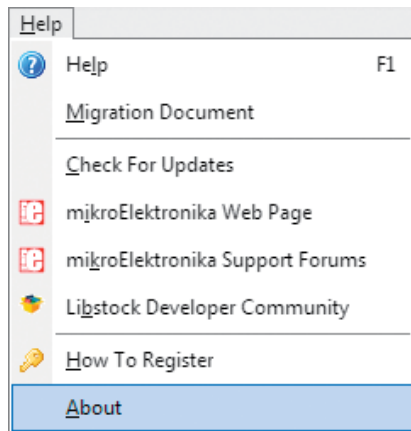 Help
Help F1
Migration Document
Check For Updates
mikroElektronika Web Page
mikroElektronika Support Forums
Libstock Developer Community
How To Register
About